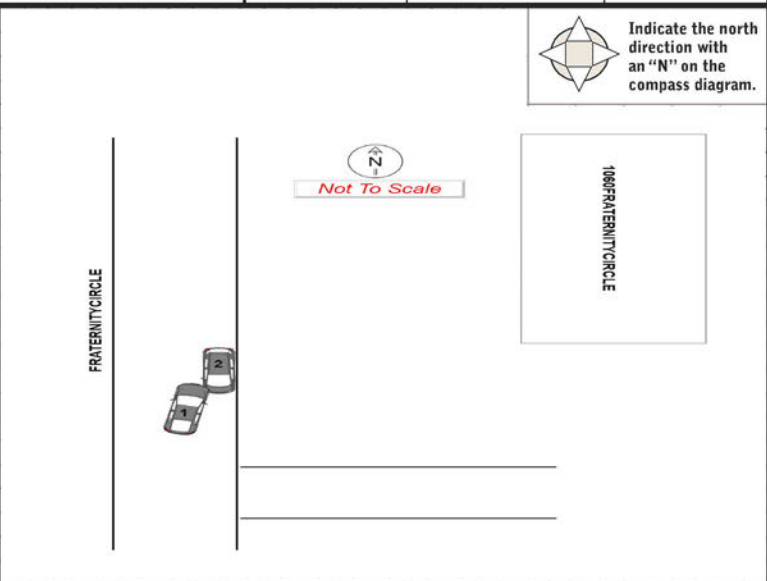 Indicate the north
direction with
an “N” on the
compass diagram.
N
Not To Scale
1060FRATERNITYCIRCLE
FRATERNITYCIRCLE
2
1